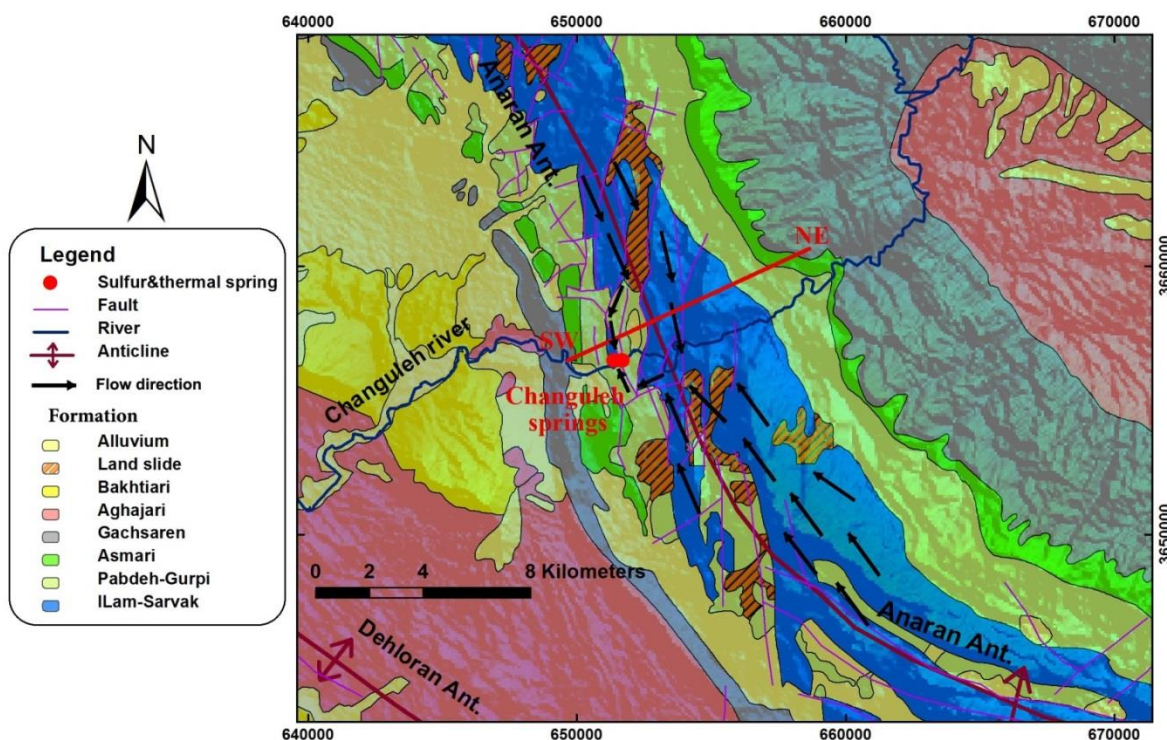 640000
650000
660000
670000
N
Legend
Sulfur&thermal spring
Fault
River
Anticline
Flow direction
Formation
Alluvium
Land slide
Bakhtiari
Aghajari
Gachsaren
Asmari
Pabdeh-Gurpi
ILam-Sarvak
Anaran Ant.
NE
SW
Changuleh river
Changuleh
springs
0 2 4 8 Kilometers
Anaran Ant.
Dehloran Ant.
3660000
3650000
640000
650000
660000
670000